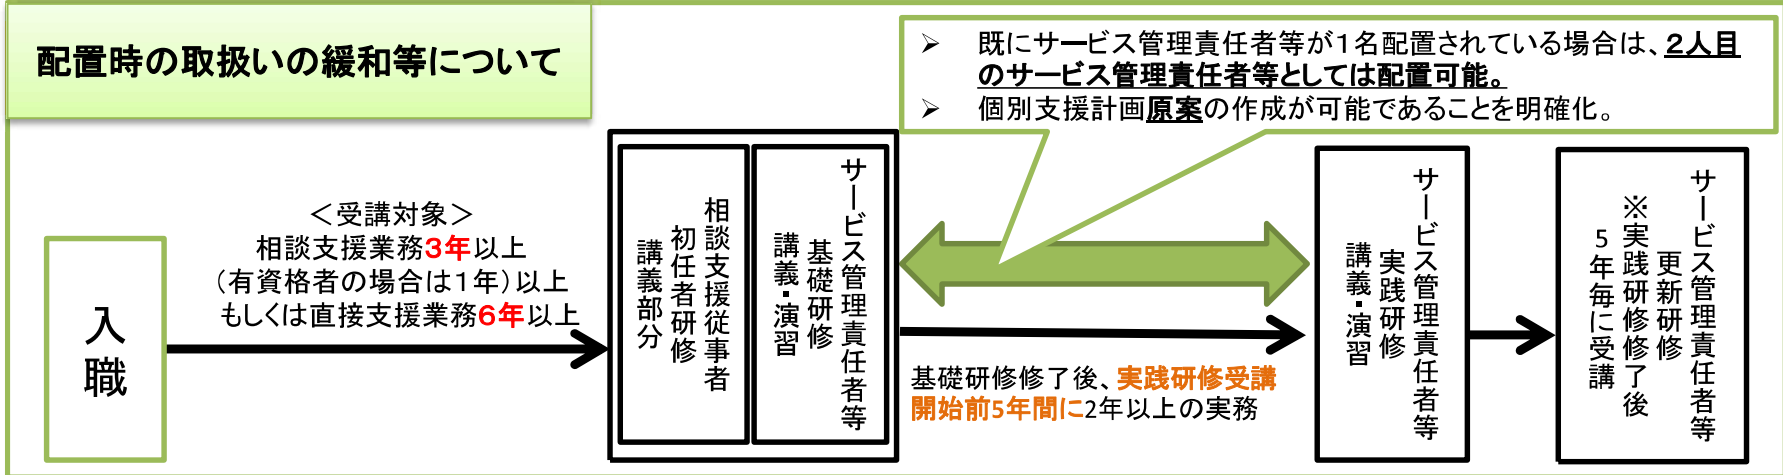 配置時の取扱いの緩和等について
➢ 既にサービス管理責任者等が1名配置されている場合は、2人目
のサービス管理責任者等としては配置可能。
➢ 個別支援計画原案の作成が可能であることを明確化。
入職
＜受講対象＞
相談支援業務3年以上
（有資格者の場合は1年）以上
もしくは直接支援業務6年以上
相談支援従事者
初任者研修
講義部分
サービス管理責任者等
基礎研修
講義・演習
基礎研修修了後、実践研修受講
開始前5年間に2年以上の実務
サービス管理責任者等
実践研修
講義・演習
サービス管理責任者等
更新研修
※実践研修修了後
5年毎に受講